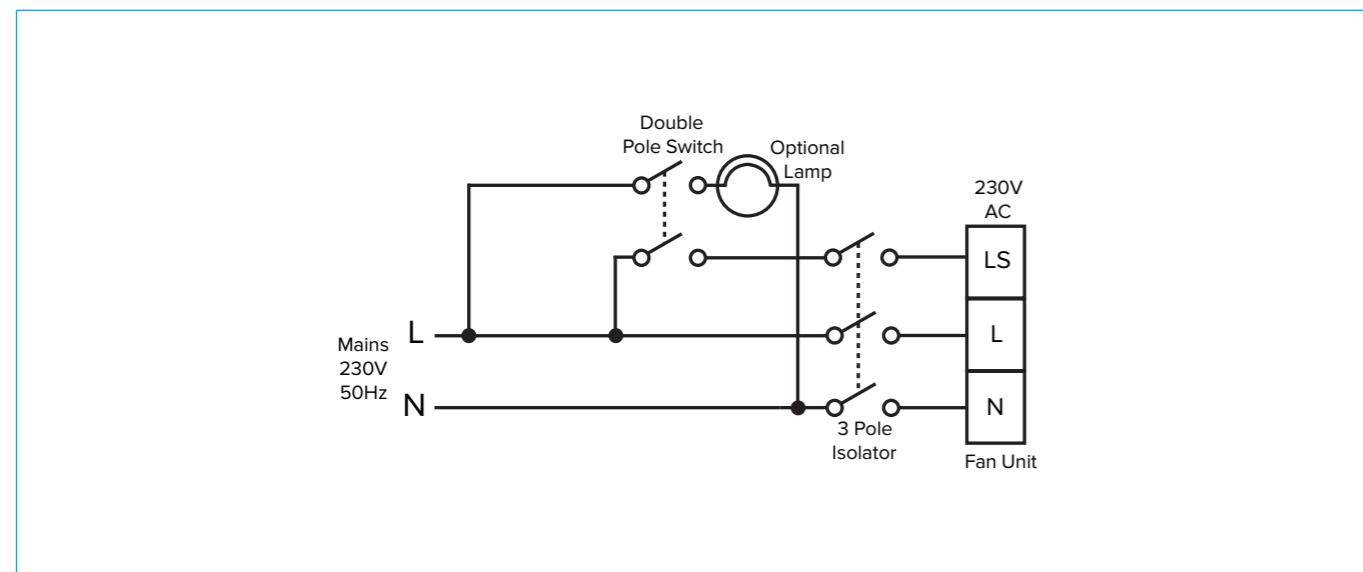 Double
Pole Switch
Optional
Lamp
230V
AC
LS
L
Mains
230V
50Hz
L
N
N
3 Pole
Isolator
Fan Unit